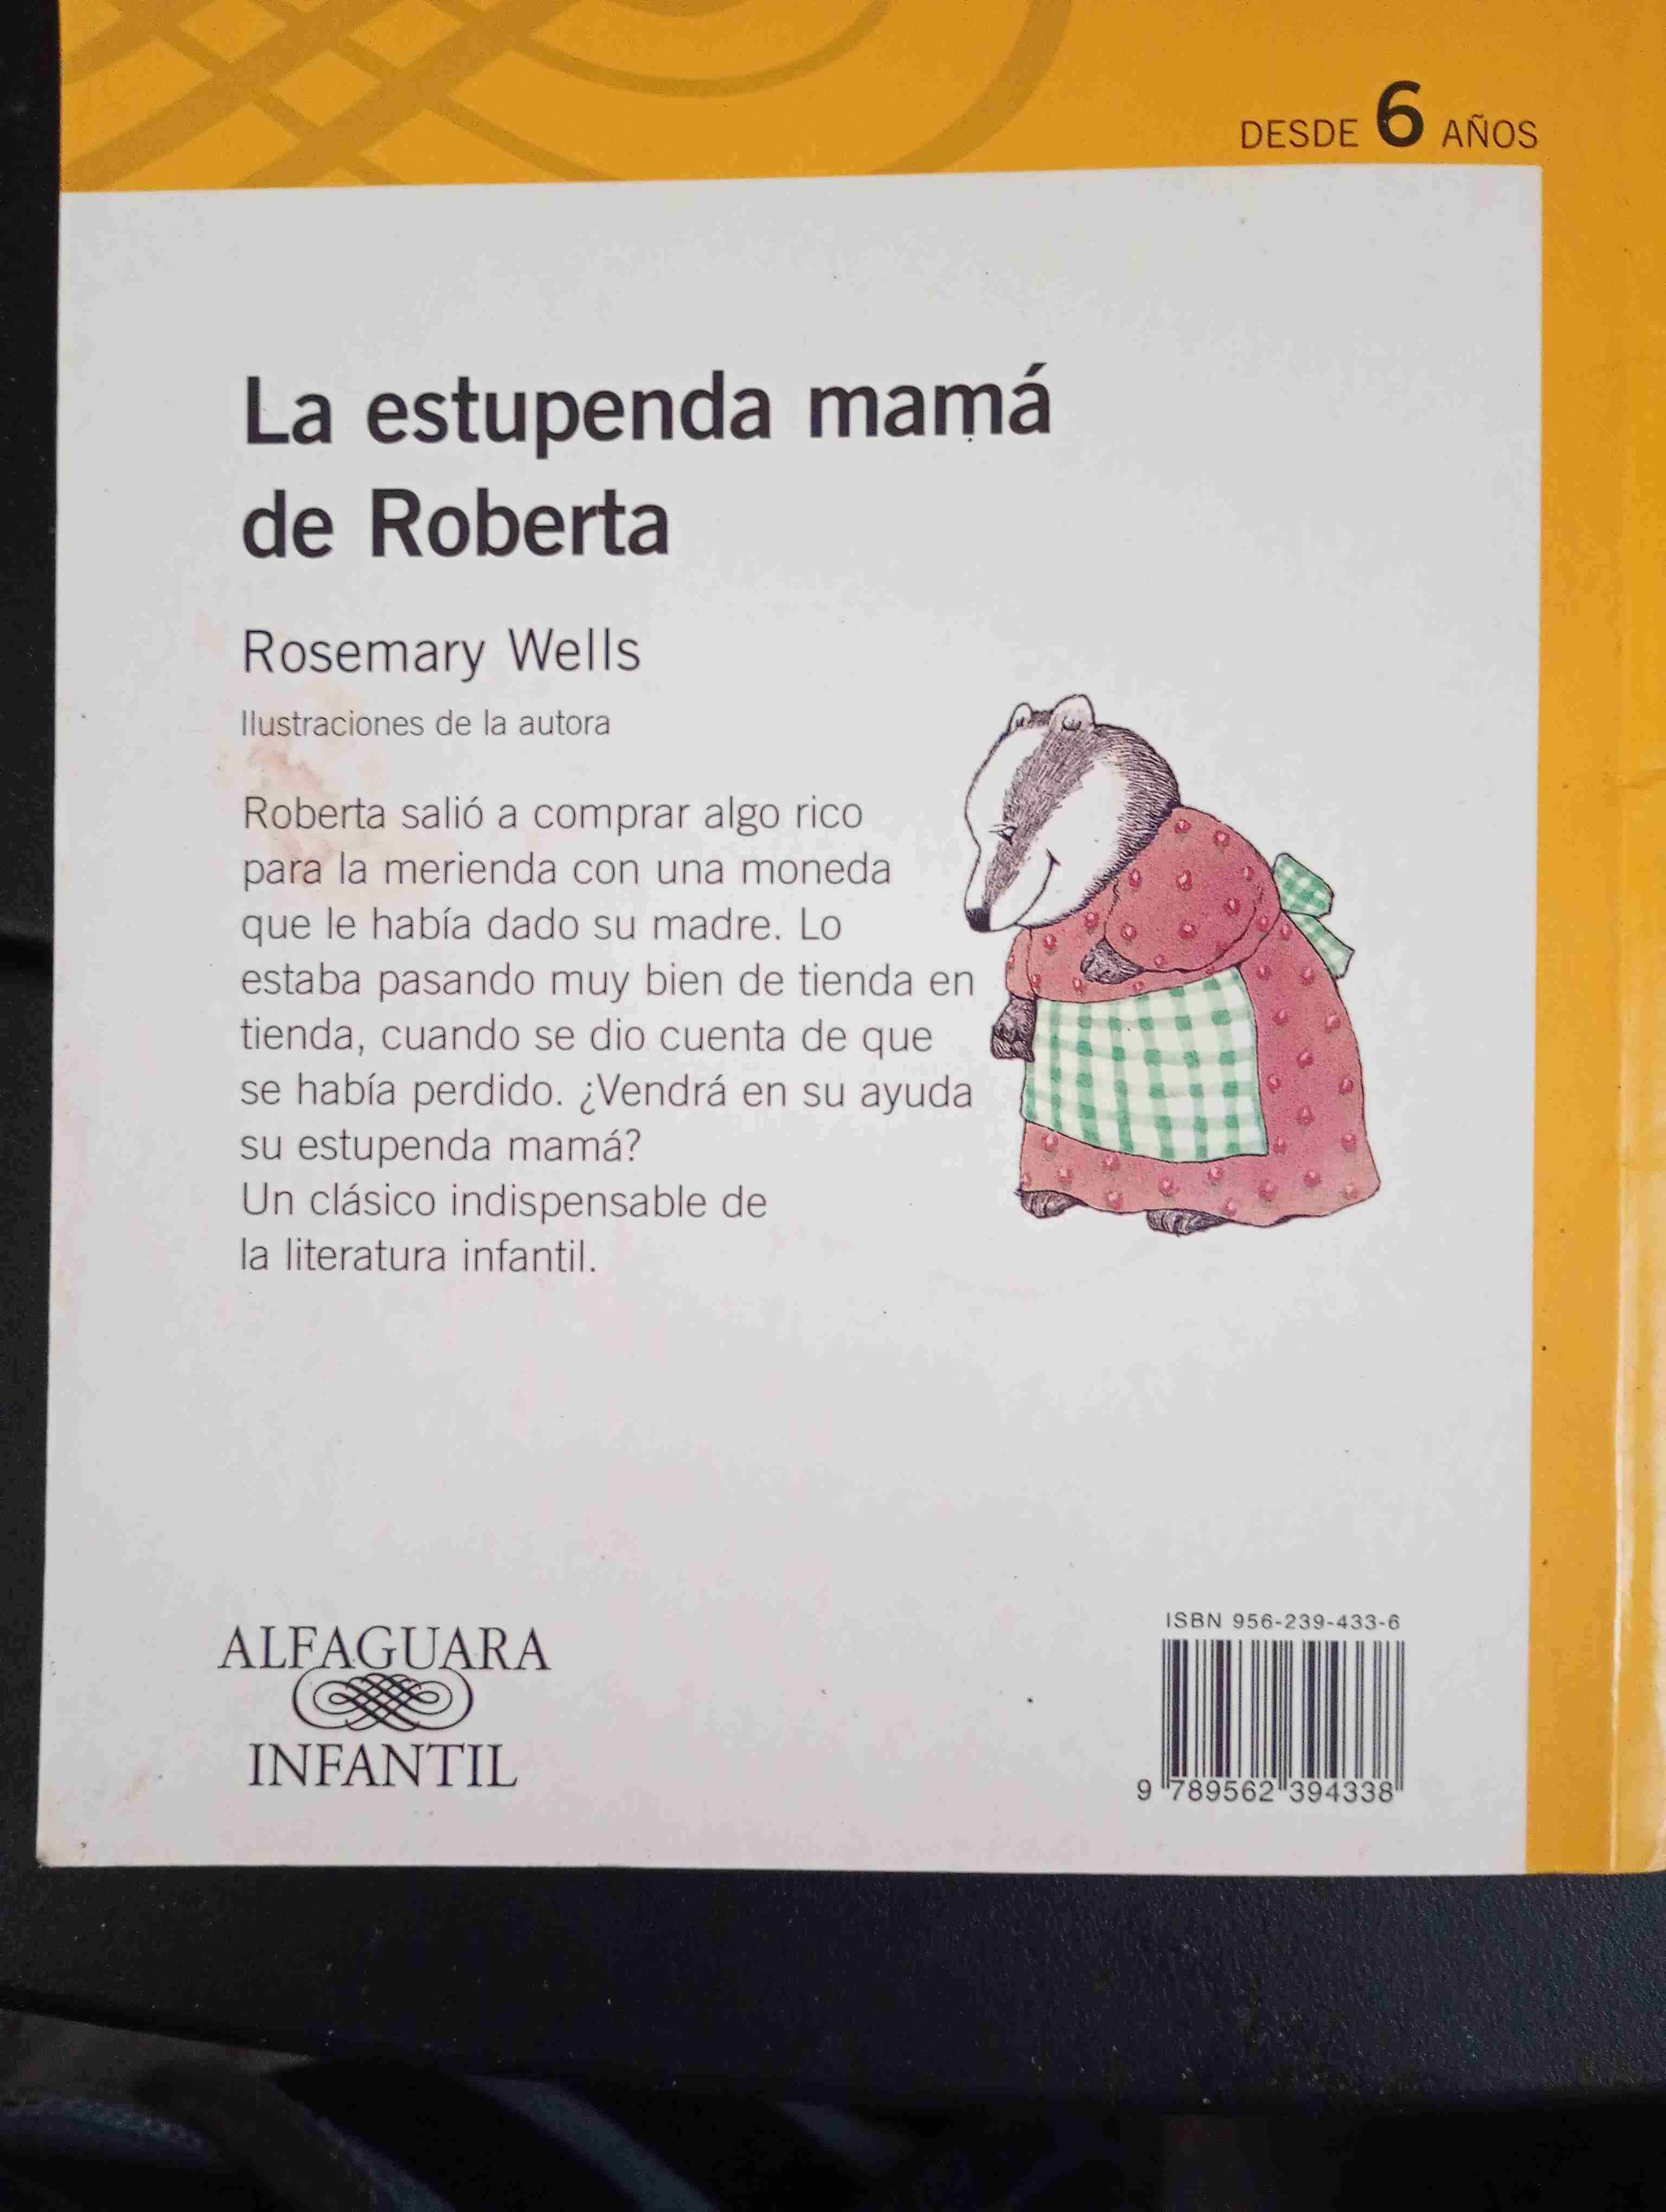 DESDE 6 AÑOS
La estupenda mamá
de Roberta
Rosemary Wells
Ilustraciones de la autora
Roberta salió a comprar algo rico
para la merienda con una moneda
que le había dado su madre. Lo
estaba pasando muy bien de tienda en
tienda, cuando se dio cuenta de que
se había perdido. ¿Vendrá en su ayuda
su estupenda mamá?
Un clásico indispensable de
la literatura infantil.
ALFAGUARA
INFANTIL
ISBN 956-239-433-6
9 789562 394338